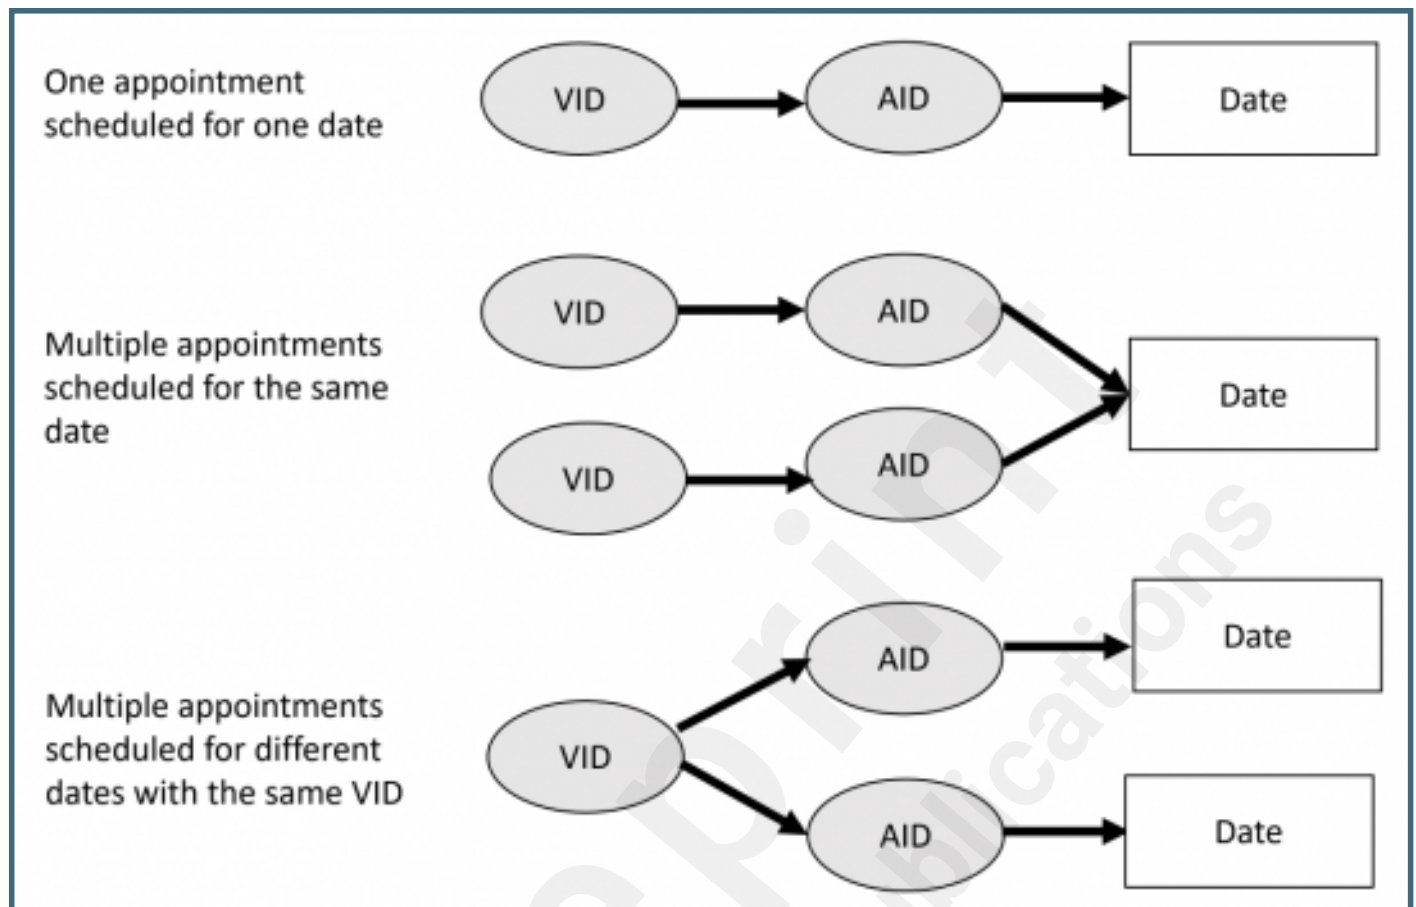 One appointment
scheduled for one date
VID
AID
Date
Multiple appointments
scheduled for the same
date
VID
AID
VID
AID
Date
Multiple appointments
scheduled for different
dates with the same VID
VID
AID
Date
AID
Date